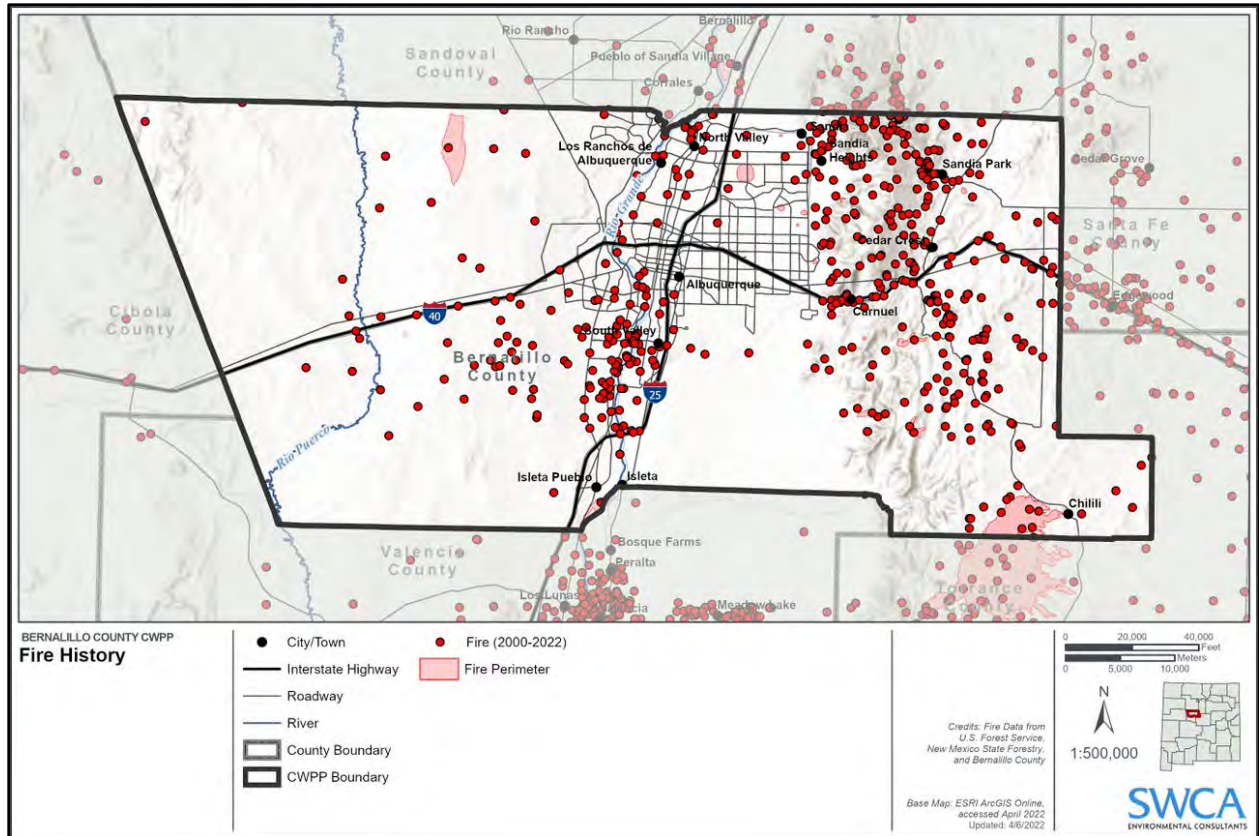 Bernalillo
Rio Rancho
Sandoval
County
Pueblo of Sandia Village
Corrales
North Valley
Los Ranchos de
Albuquerque
Sandia
Heights
Sandia Park
Cedar Grove
Rio Grande
Santa Fe
County
Cedar Crest
Albuquerque
Edgewood
Cibola
County
40
Carnuel
South Valley
Bernalillo
County
25
Rio Puerco
Isleta Pueblo
Isleta
Chilili
Valencia
County
Bosque Farms
Peralta
Torrance
County
Los Lunas
Meadow Lake
BERNALILLO COUNTY CWPP
Fire History
City/Town
Interstate Highway
Roadway
River
County Boundary
CWPP Boundary
Fire (2000-2022)
Fire Perimeter
0 20,000 40,000
Feet
Meters
0 5,000 10,000
N
1:500,000
Credits: Fire Data from
U.S. Forest Service,
New Mexico State Forestry,
and Bernalillo County
Base Map: ESRI ArcGIS Online,
accessed April 2022
Updated: 4/6/2022
SWCA
ENVIRONMENTAL CONSULTANTS